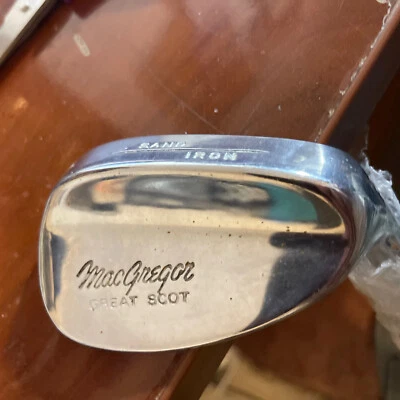 SAND
IRON
MacGregor
GREAT SCOT